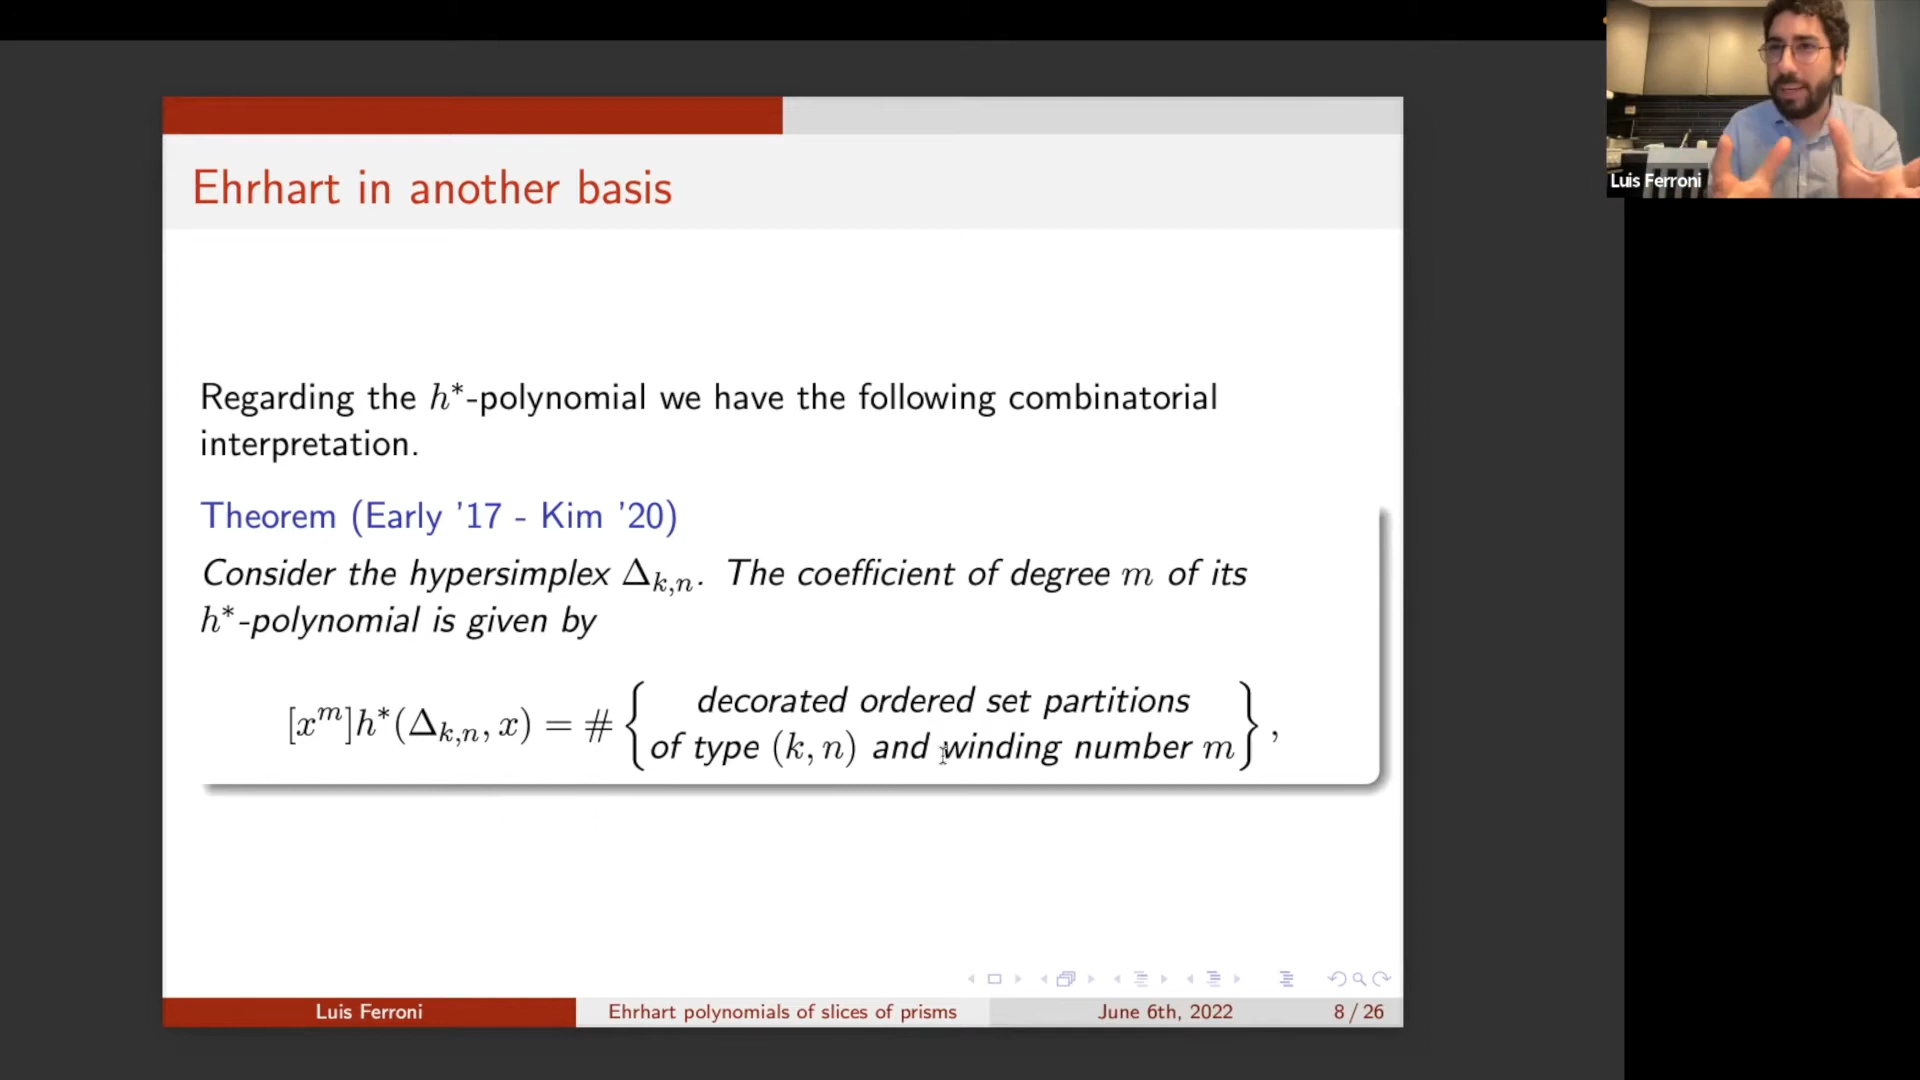 Luis Ferroni
Ehrhart in another basis
Regarding the h*-polynomial we have the following combinatorial
interpretation.
Theorem (Early '17 - Kim '20)
Consider the hypersimplex Δ_{k,n}. The coefficient of degree m of its
h*-polynomial is given by
[x^m]h*(Δ_{k,n}, x) = # { decorated ordered set partitions
of type (k, n) and winding number m } ,
Luis Ferroni
Ehrhart polynomials of slices of prisms
June 6th, 2022
8 / 26